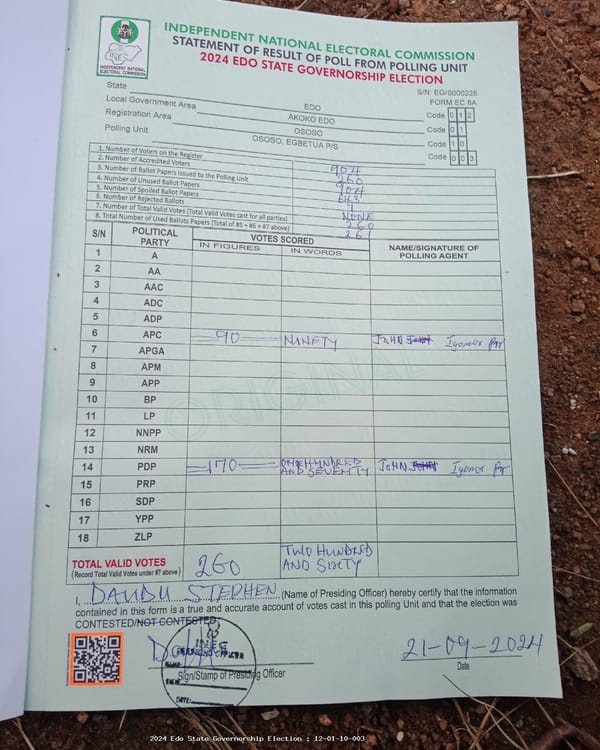 INDEPENDENT NATIONAL ELECTORAL COMMISSION
STATEMENT OF RESULT OF POLL FROM POLLING UNIT
2024 EDO STATE GOVERNORSHIP ELECTION
INEC
INDEPENDENT NATIONAL ELECTORAL COMMISSION
S/N: EG/0000226
FORM EC 8A
State EDO Code 0 1 2
Local Government Area AKOKO EDO Code 0 1
Registration Area OSOSO Code 1 0
Polling Unit OSOSO, EGBETUA P/S Code 0 0 3
1. Number of Voters on the Register 904
2. Number of Accredited Voters 260
3. Number of Ballot Papers Issued to the Polling Unit 904
4. Number of Unused Ballot Papers 643
5. Number of Spoiled Ballot Papers 1
6. Number of Rejected Ballots NONE
7. Number of Total Valid Votes (Total Valid Votes cast for all parties) 260
8. Total Number of Used Ballots Papers (Total of #5 + #6 + #7 above) 261
S/N POLITICAL PARTY VOTES SCORED NAME/SIGNATURE OF POLLING AGENT
IN FIGURES IN WORDS
1 A
2 AA
3 AAC
4 ADC
5 ADP
6 APC 90 NINETY JOHN
7 APGA
8 APM
9 APP
10 BP
11 LP
12 NNPP
13 NRM
14 PDP 170 ONE HUNDRED AND SEVENTY JOHN
15 PRP
16 SDP
17 YPP
18 ZLP
ORIGINAL
TOTAL VALID VOTES 260 TWO HUNDRED AND SIXTY
(Record Total Valid Votes under #7 above)
I, DAUDU STEPHEN (Name of Presiding Officer) hereby certify that the information
contained in this form is a true and accurate account of votes cast in this polling Unit and that the election was
CONTESTED/NOT CONTESTED
INEC
PRESIDING OFFICER
NAME:
SIGN:
DATE:
Sign/Stamp of Presiding Officer
21-09-2024
Date
2024 Edo State Governorship Election : 12-01-10-003